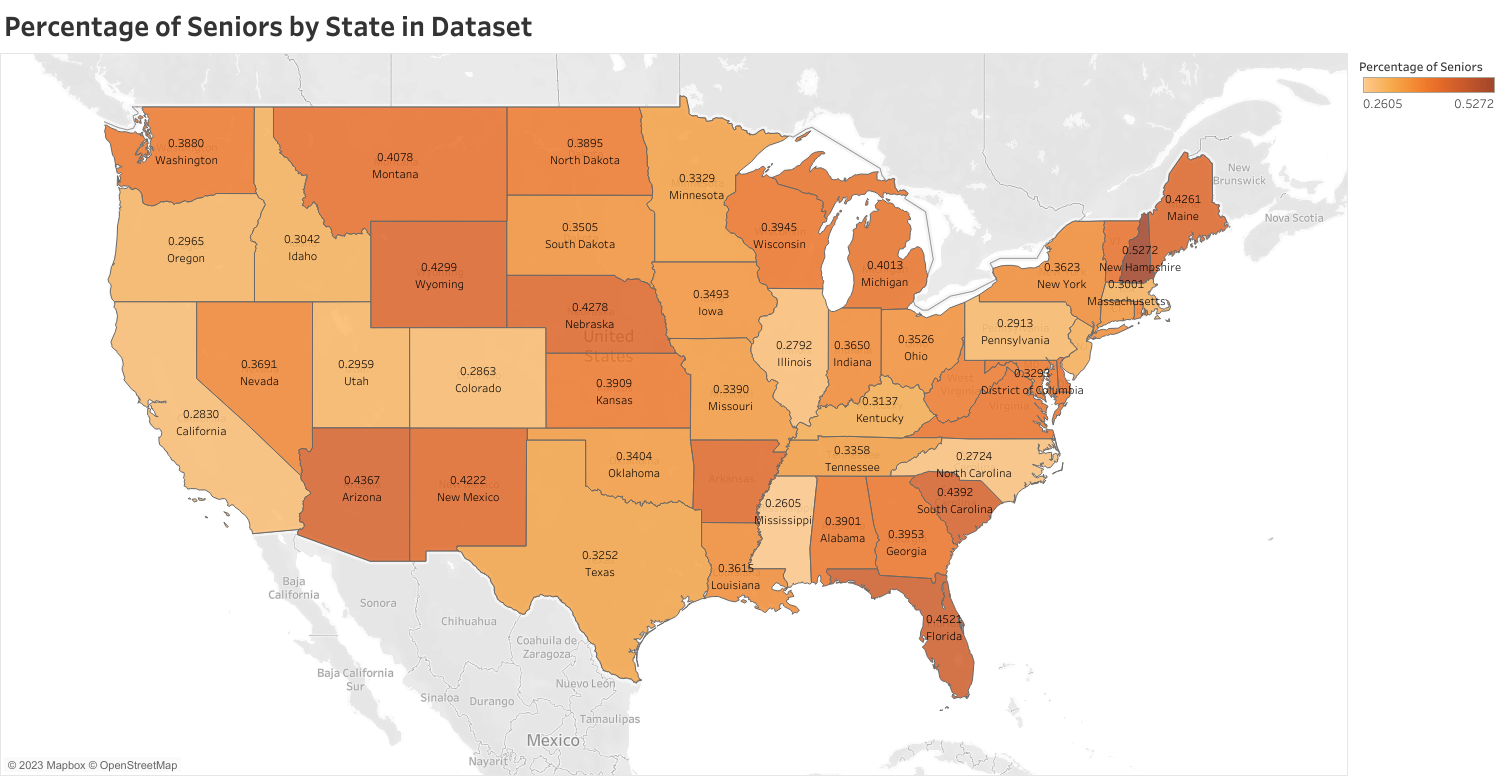 Percentage of Seniors by State in Dataset
Percentage of Seniors
0.2605 0.5272
0.3880
Washington
0.4078
Montana
0.3895
North Dakota
0.3329
Minnesota
0.3945
Wisconsin
0.4013
Michigan
0.4261
Maine
New
Brunswick
Nova Scotia
0.2965
Oregon
0.3042
Idaho
0.4299
Wyoming
0.3505
South Dakota
0.5272
New Hampshire
0.3623
New York
0.3001
Massachusetts
0.4278
Nebraska
United
States
0.3493
Iowa
0.2792
Illinois
0.3650
Indiana
0.3526
Ohio
0.2913
Pennsylvania
0.3691
Nevada
0.2959
Utah
0.2863
Colorado
0.3909
Kansas
0.3390
Missouri
0.3137
Kentucky
West
Virginia
0.3293
District of Columbia
Virginia
0.2830
California
0.4367
Arizona
0.4222
New Mexico
0.3404
Oklahoma
Arkansas
0.3358
Tennessee
0.2724
North Carolina
0.4392
South Carolina
0.2605
Mississippi
0.3901
Alabama
0.3953
Georgia
0.3252
Texas
0.3615
Louisiana
0.4521
Florida
Baja
California
Sonora
Chihuahua
Coahuila de
Zaragoza
Baja California
Sur
Sinaloa
Durango
Nuevo León
Tamaulipas
Mexico
Nayarit
© 2023 Mapbox © OpenStreetMap